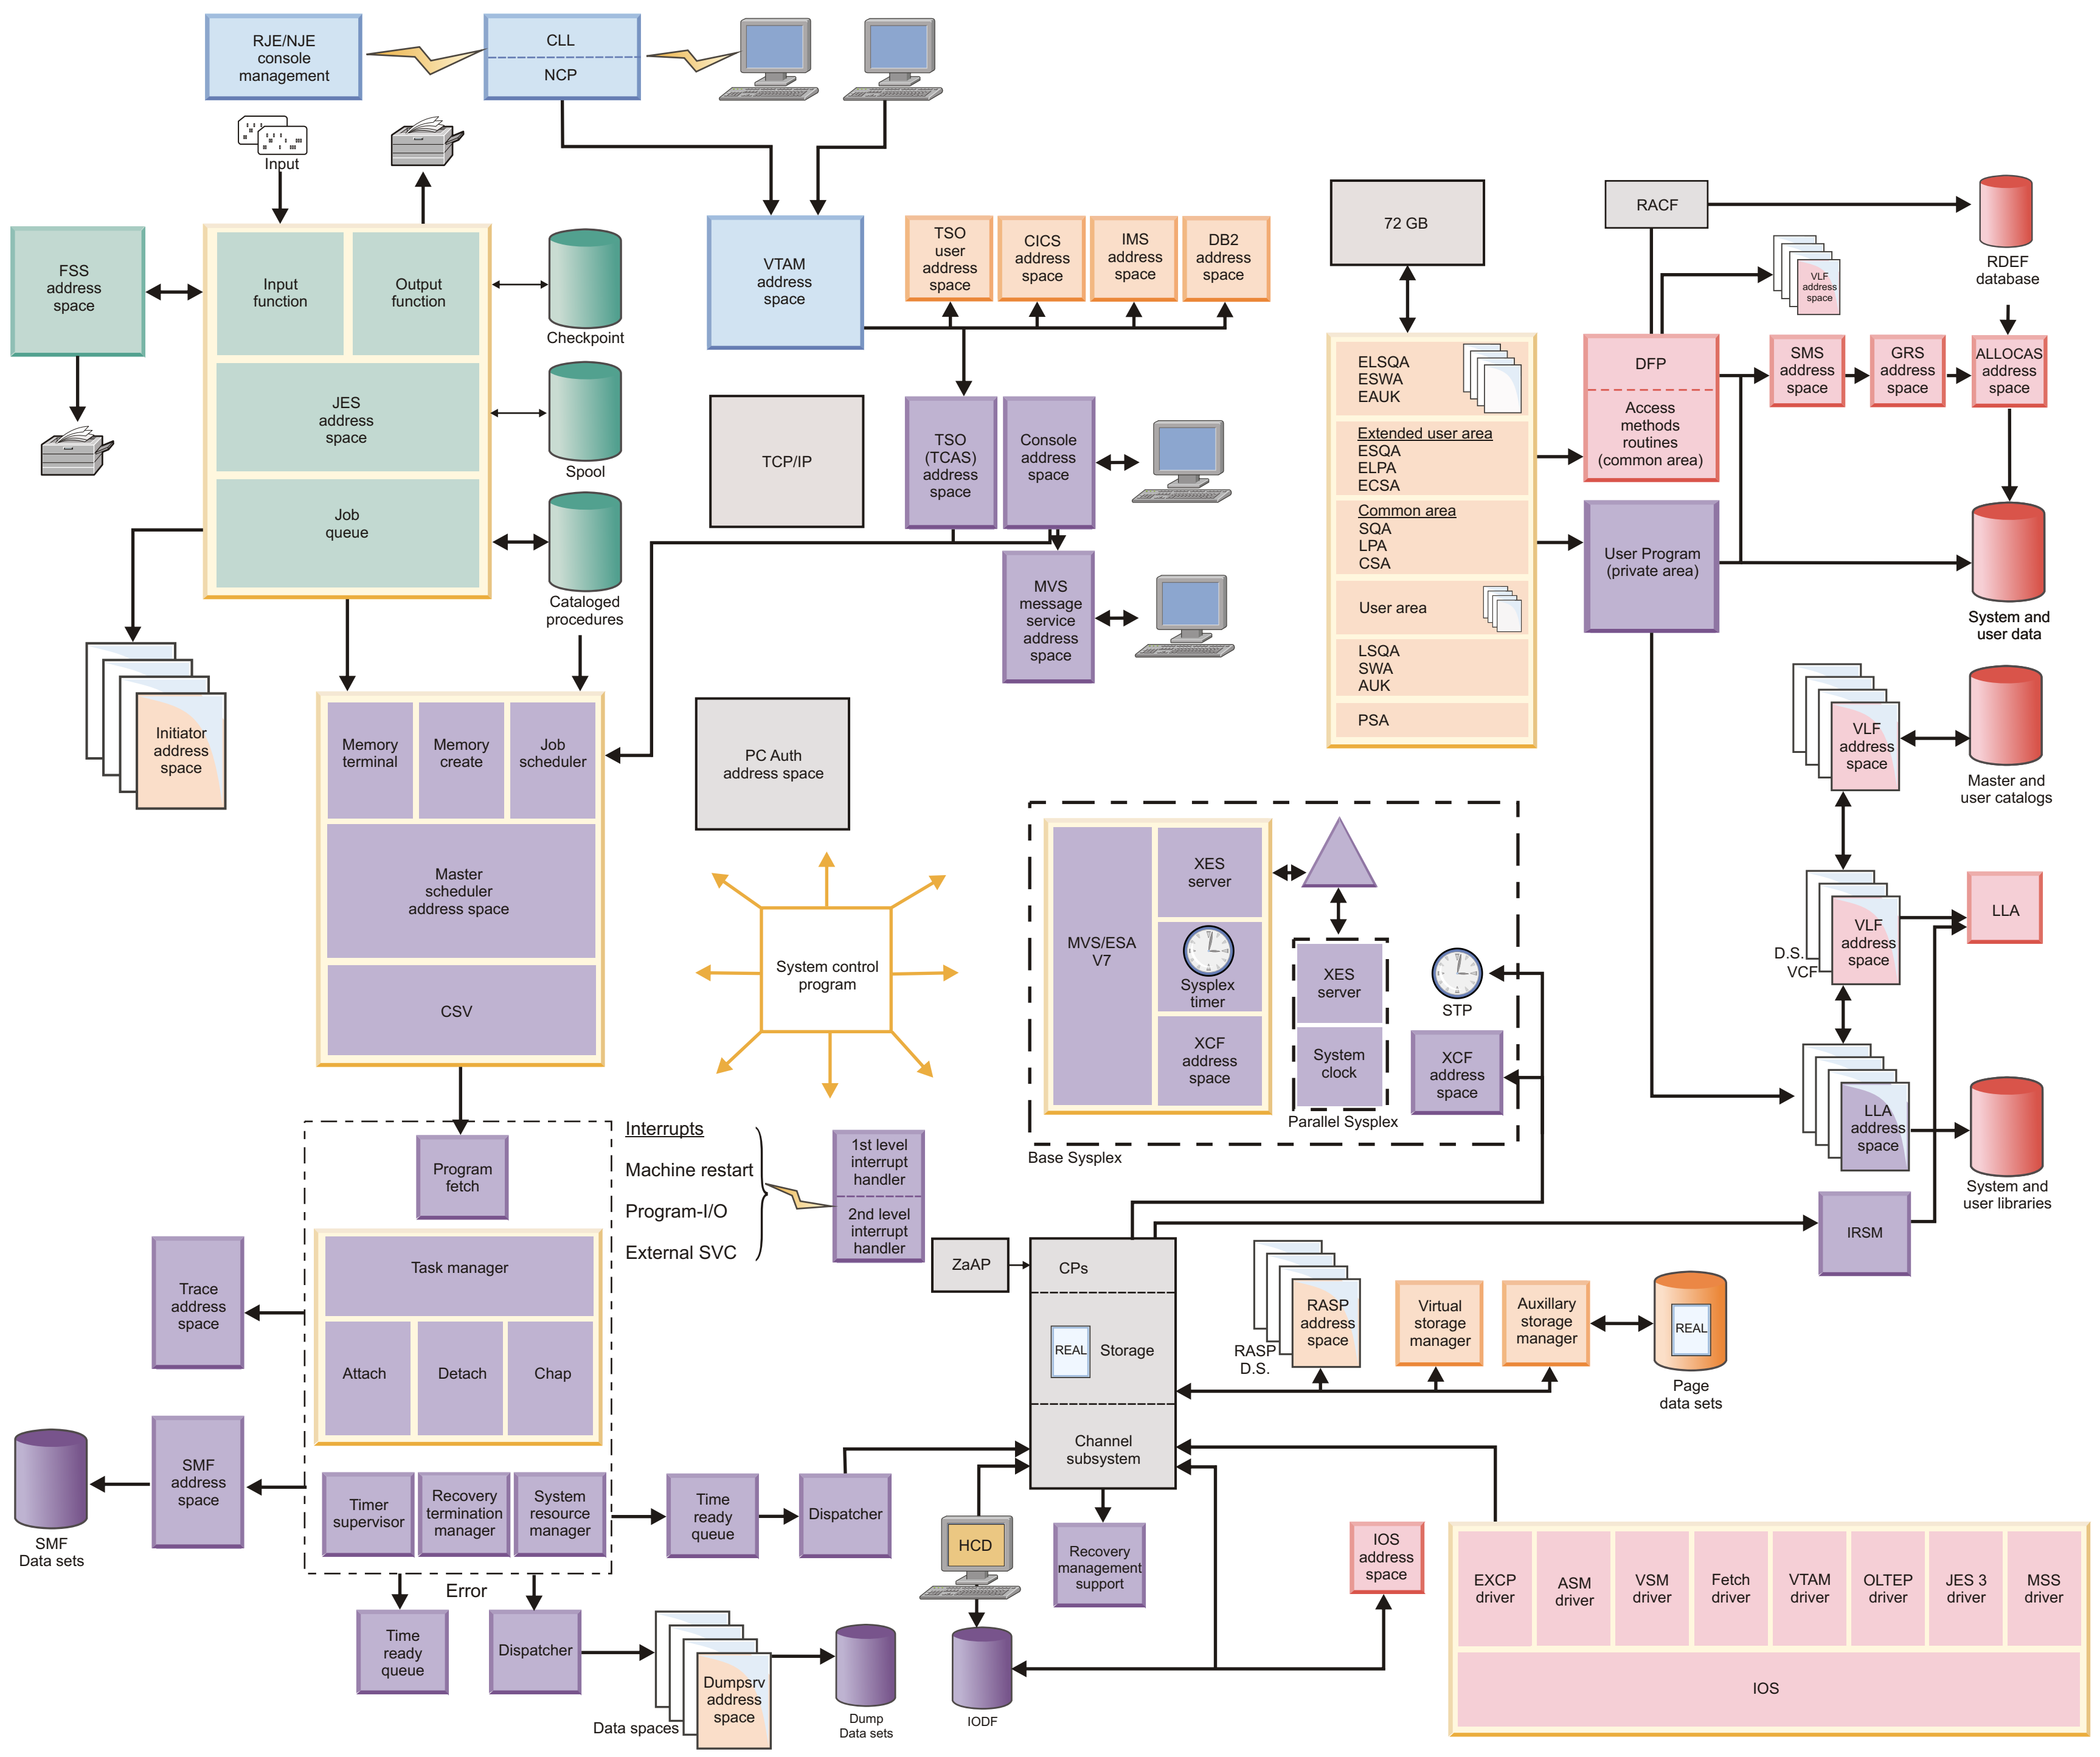 RJE/NJE
console
management
CLL
NCP
Input
FSS
address
space
Input
function
Output
function
JES
address
space
Job
queue
Checkpoint
Spool
Cataloged
procedures
Initiator
address
space
VTAM
address
space
TSO
user
address
space
CICS
address
space
IMS
address
space
DB2
address
space
TCP/IP
TSO
(TCAS)
address
space
Console
address
space
MVS
message
service
address
space
PC Auth
address space
72 GB
ELSQA
ESWA
EAUK
Extended user area
ESQA
ELPA
ECSA
Common area
SQA
LPA
CSA
User area
LSQA
SWA
AUK
PSA
RACF
RDEF
database
VLF
address
space
DFP
Access
methods
routines
(common area)
SMS
address
space
GRS
address
space
ALLOCAS
address
space
User Program
(private area)
System and
user data
VLF
address
space
Master and
user catalogs
D.S.
VCF
VLF
address
space
LLA
LLA
address
space
System and
user libraries
IRSM
Memory
terminal
Memory
create
Job
scheduler
Master
scheduler
address space
CSV
System control
program
MVS/ESA
V7
XES
server
Sysplex
timer
XCF
address
space
XES
server
System
clock
Parallel Sysplex
STP
XCF
address
space
Base Sysplex
Program
fetch
Interrupts
Machine restart
Program-I/O
External SVC
1st level
interrupt
handler
2nd level
interrupt
handler
Task manager
Attach
Detach
Chap
Trace
address
space
SMF
address
space
SMF
Data sets
Timer
supervisor
Recovery
termination
manager
System
resource
manager
Time
ready
queue
Dispatcher
Error
Time
ready
queue
Dispatcher
Data spaces
Dumpsrv
address
space
Dump
Data sets
ZaAP
CPs
REAL
Storage
Channel
subsystem
RASP
address
space
RASP
D.S.
Virtual
storage
manager
Auxillary
storage
manager
REAL
Page
data sets
HCD
IODF
Recovery
management
support
IOS
address
space
EXCP
driver
ASM
driver
VSM
driver
Fetch
driver
VTAM
driver
OLTEP
driver
JES 3
driver
MSS
driver
IOS